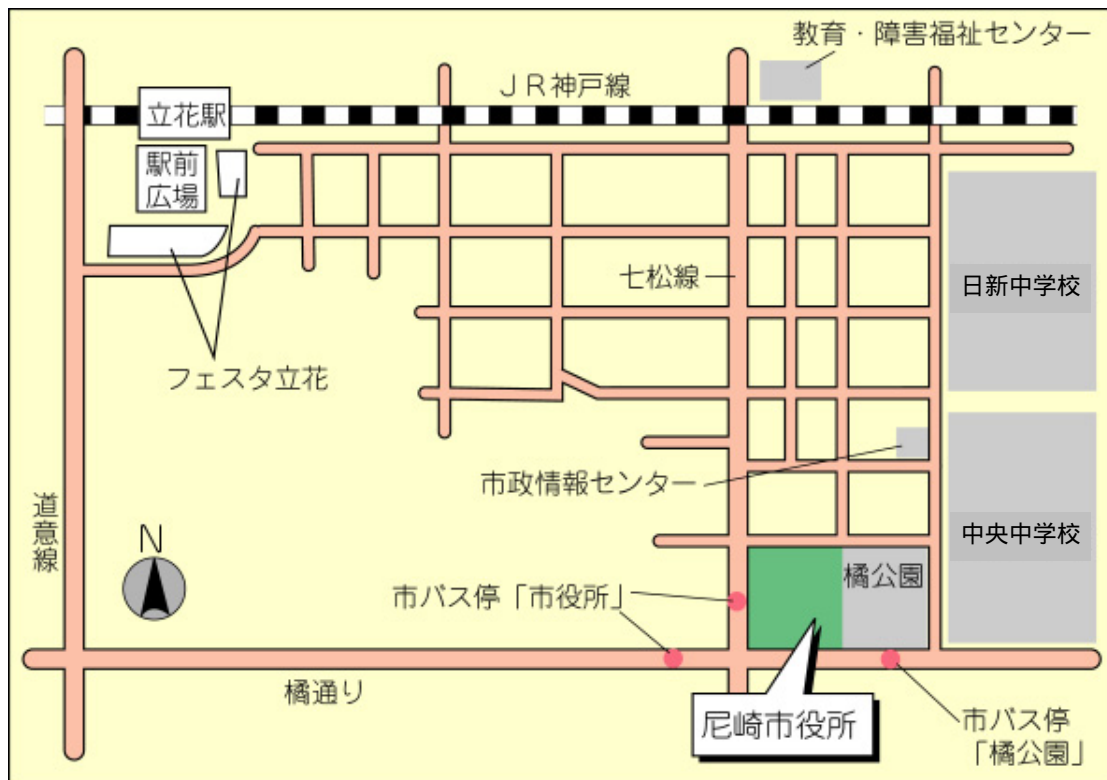 教育・障害福祉センター
JR神戸線
立花駅
駅前
広場
七松線
日新中学校
フェスタ立花
市政情報センター
道意線
中央中学校
N
橘公園
市バス停「市役所」
橘通り
尼崎市役所
市バス停
「橘公園」